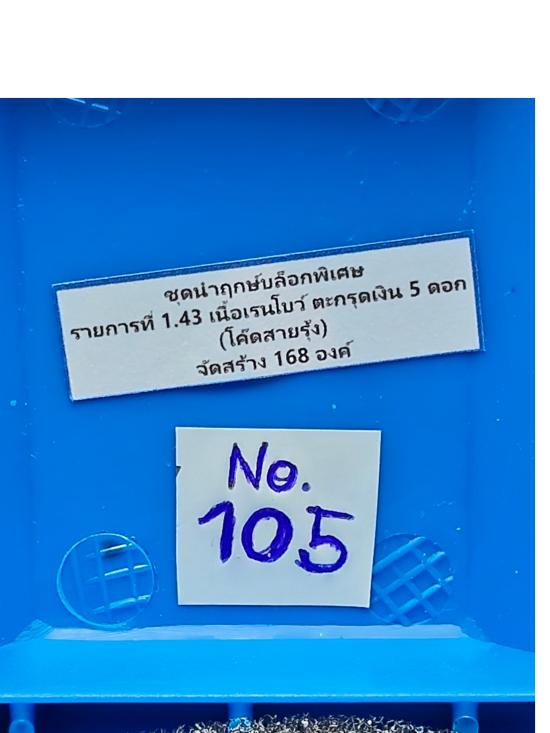 ชุดนำฤกษ์บล็อกพิเศษ
รายการที่ 1.43 เนื้อเรนโบว์ ตะกรุดเงิน 5 ดอก
(โค๊ดสายรุ้ง)
จัดสร้าง 168 องค์
No.
105